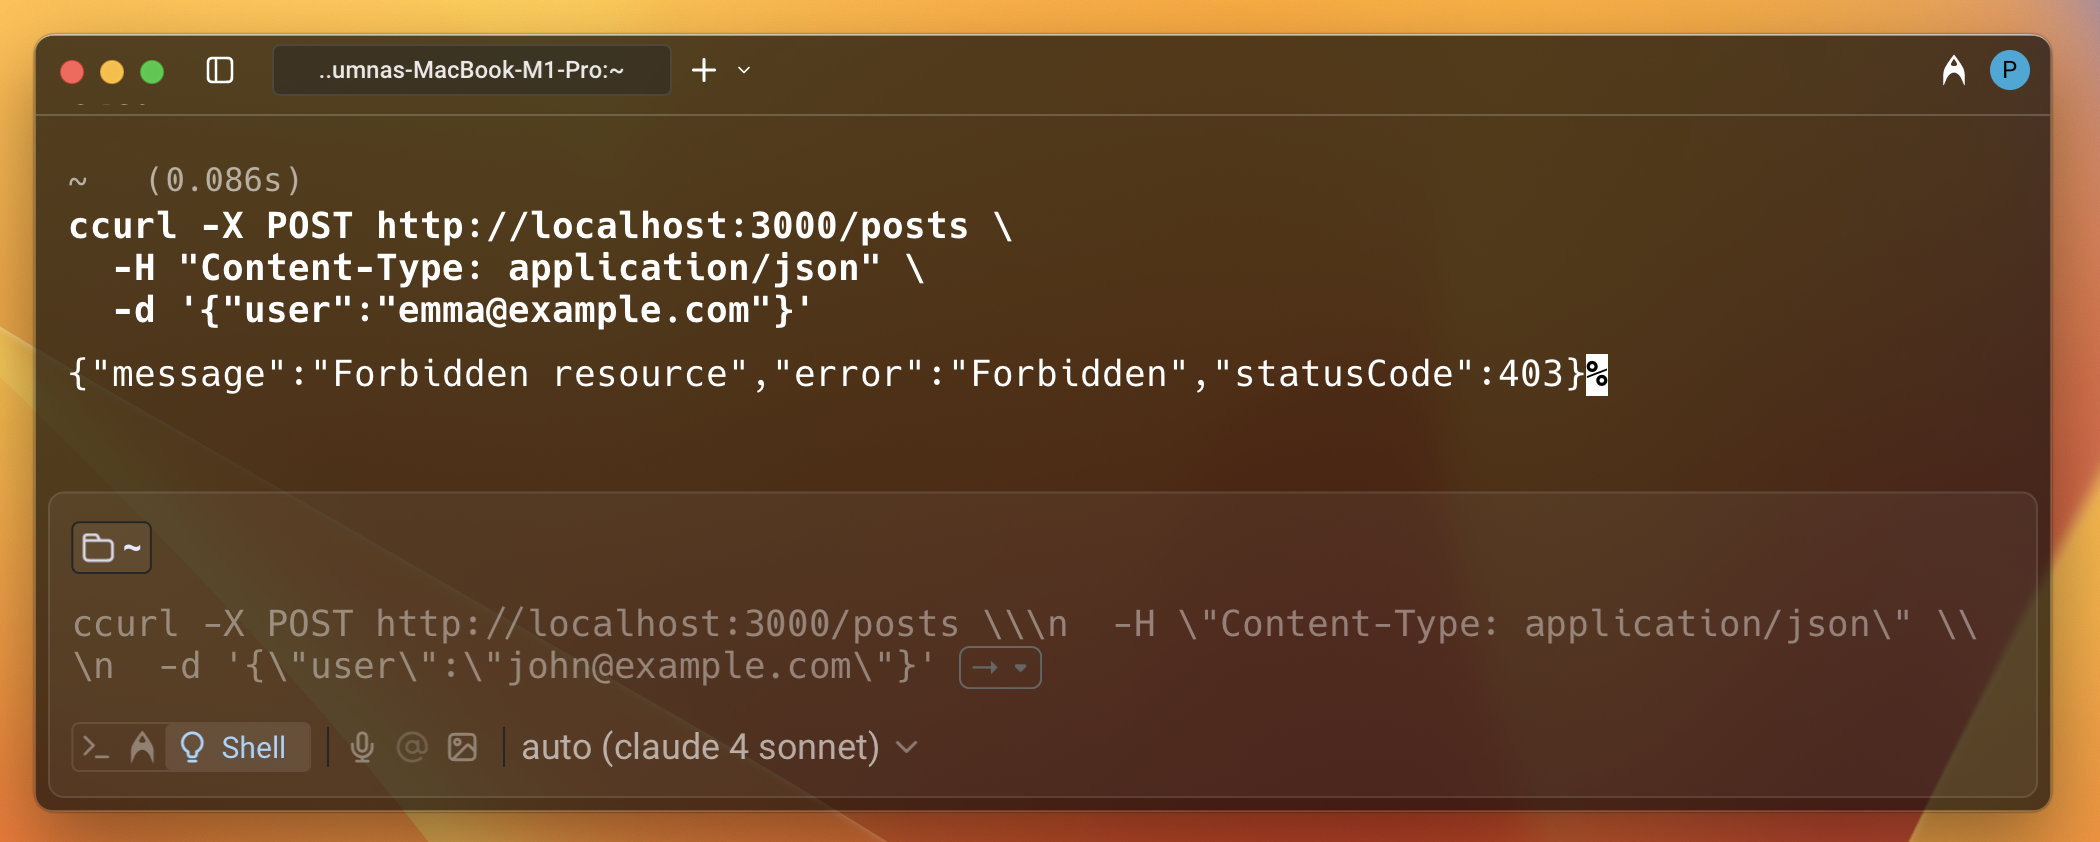 ..umnas-MacBook-M1-Pro:~
P
~ (0.086s)
ccurl -X POST http://localhost:3000/posts \
  -H "Content-Type: application/json" \
  -d '{"user":"emma@example.com"}'
{"message":"Forbidden resource","error":"Forbidden","statusCode":403}%
~
ccurl -X POST http://localhost:3000/posts \\\n  -H \"Content-Type: application/json\" \\
\n  -d '{\"user\":\"john@example.com\"}'
Shell
auto (claude 4 sonnet)